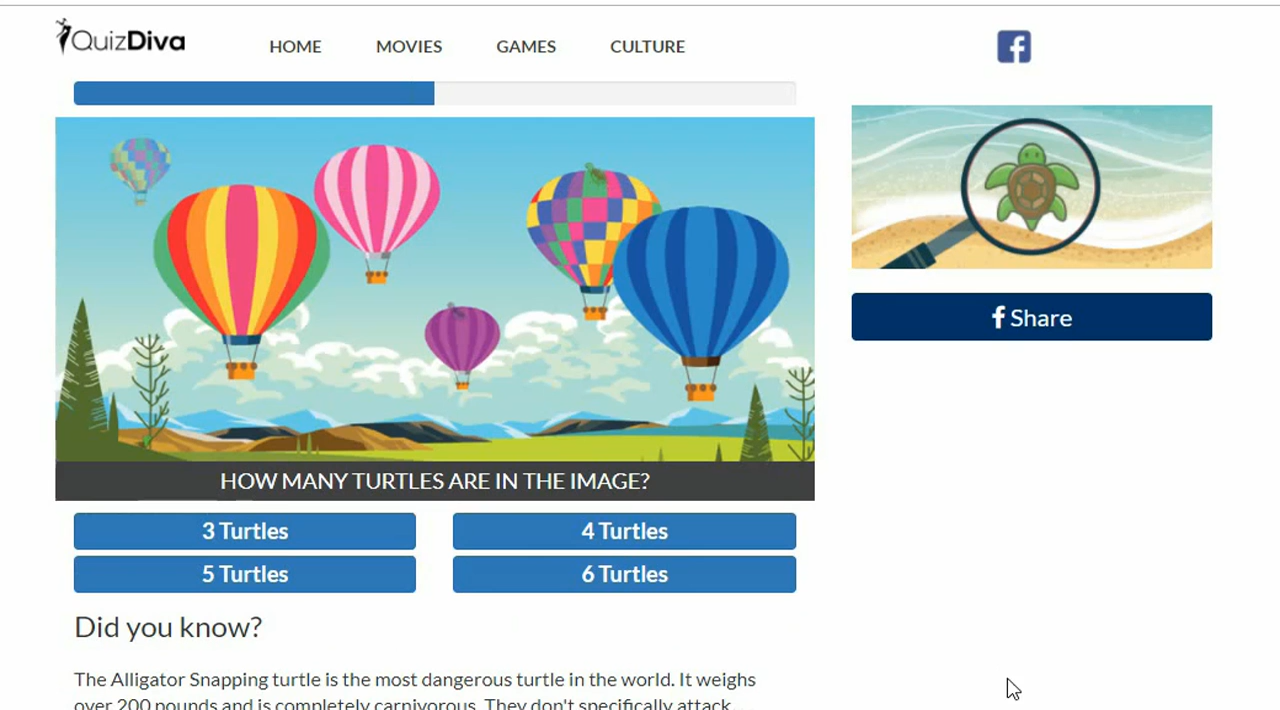 QuizDiva
HOME MOVIES GAMES CULTURE
HOW MANY TURTLES ARE IN THE IMAGE?
3 Turtles
4 Turtles
5 Turtles
6 Turtles
Did you know?
The Alligator Snapping turtle is the most dangerous turtle in the world. It weighs
over 200 pounds and is completely carnivorous. They don't specifically attack
f Share